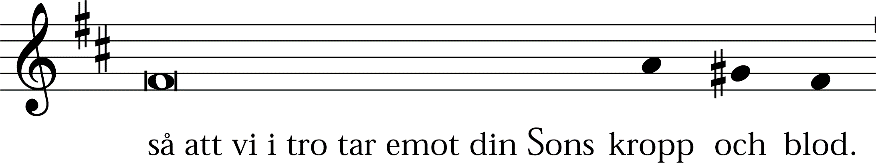 så att vi i tro tar emot din Sons kropp och blod.